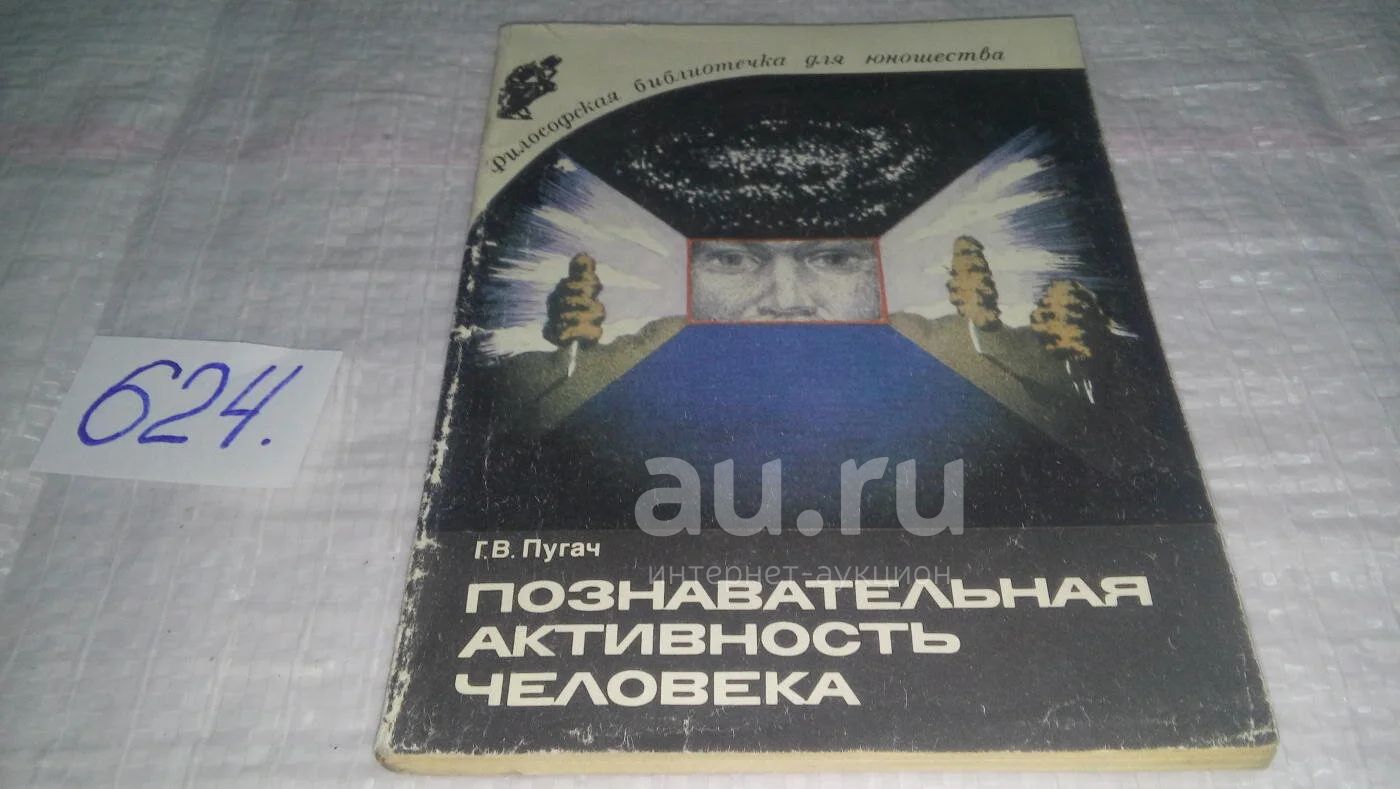 Философская библиотечка для юношества
624.
au.ru
интернет-аукцион
Г.В. Пугач
ПОЗНАВАТЕЛЬНАЯ
АКТИВНОСТЬ
ЧЕЛОВЕКА